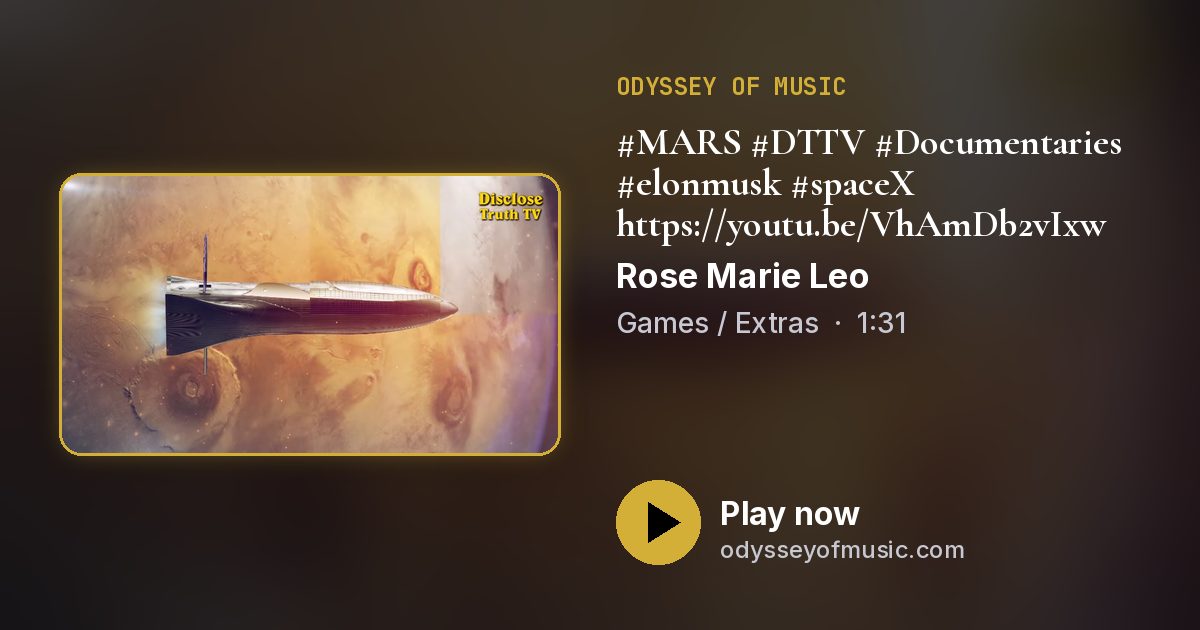 Disclose
Truth TV
ODYSSEY OF MUSIC
#MARS #DTTV #Documentaries
#elonmusk #spaceX
https://youtu.be/VhAmDb2vIxw
Rose Marie Leo
Games / Extras · 1:31
Play now
odysseyofmusic.com